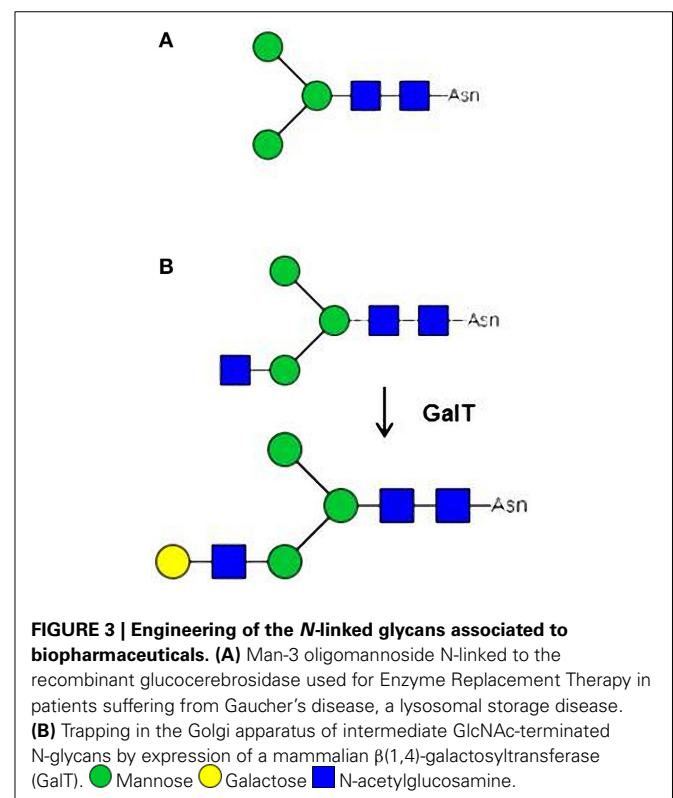 A
Asn
B
Asn
GalT
Asn
FIGURE 3 | Engineering of the N-linked glycans associated to
biopharmaceuticals. (A) Man-3 oligomannoside N-linked to the
recombinant glucocerebrosidase used for Enzyme Replacement Therapy in
patients suffering from Gaucher's disease, a lysosomal storage disease.
(B) Trapping in the Golgi apparatus of intermediate GlcNAc-terminated
N-glycans by expression of a mammalian β(1,4)-galactosyltransferase
(GalT). Mannose Galactose N-acetylglucosamine.